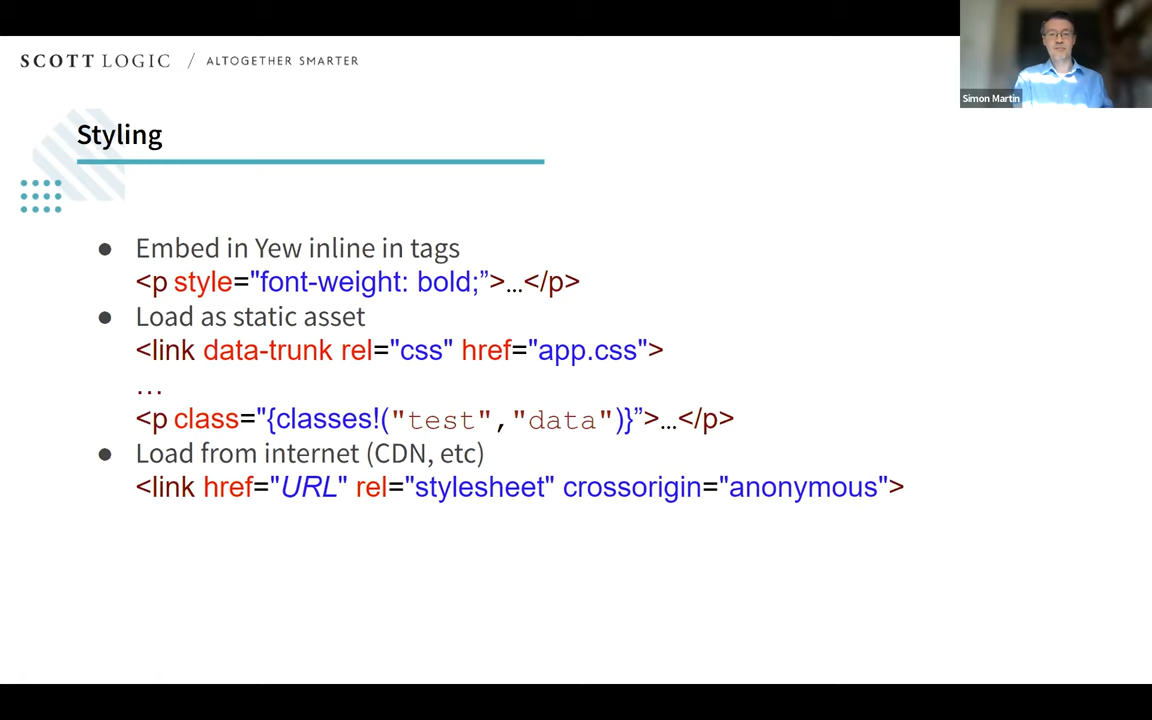 SCOTT LOGIC / ALTOGETHER SMARTER
Simon Martin
Styling
● Embed in Yew inline in tags
<p style="font-weight: bold;”>…</p>
● Load as static asset
<link data-trunk rel="css" href="app.css">
…
<p class="{classes!("test","data")}”>…</p>
● Load from internet (CDN, etc)
<link href="URL" rel="stylesheet" crossorigin="anonymous">